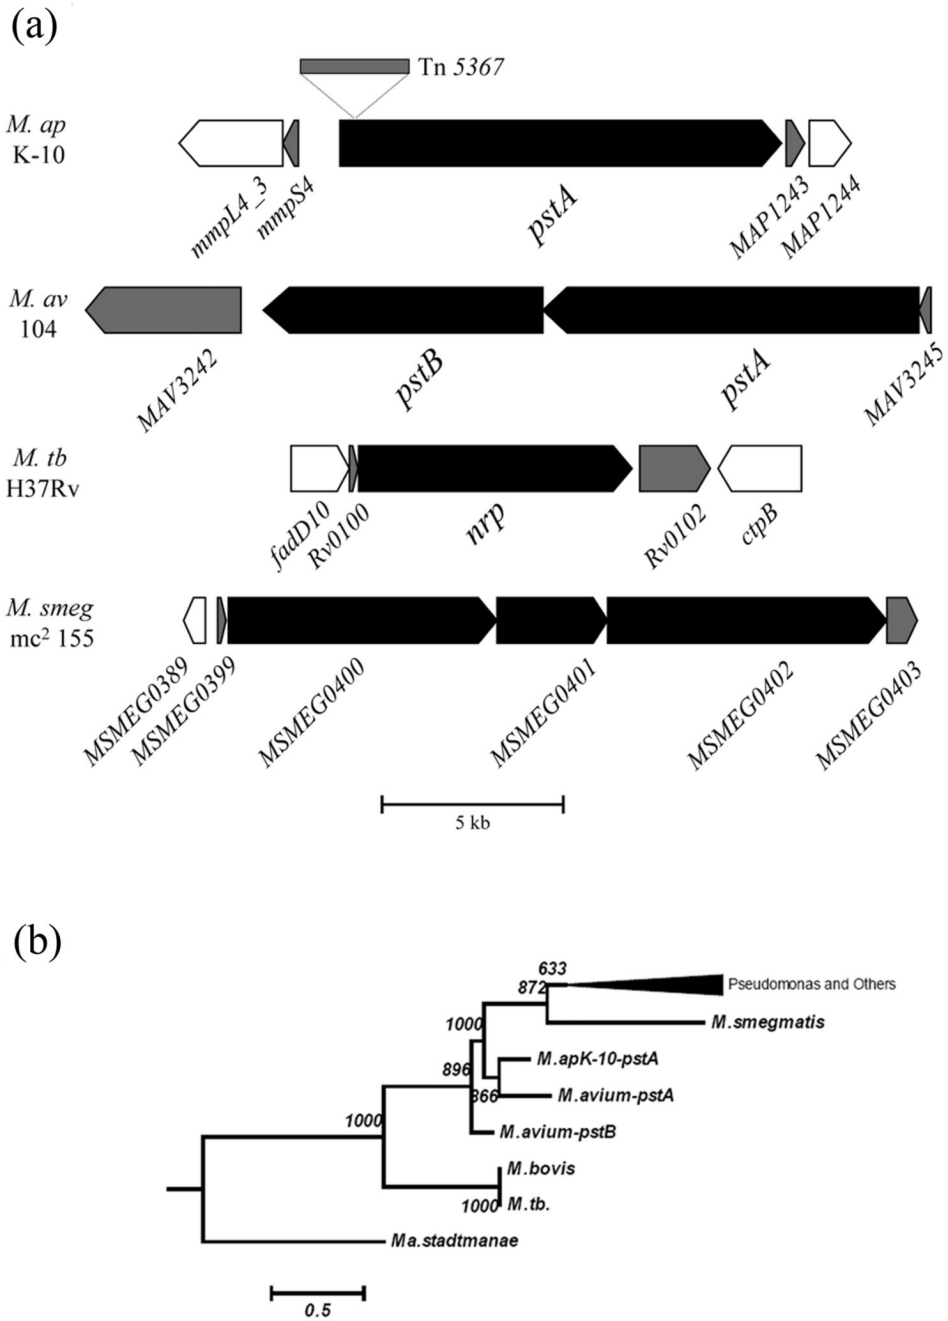 (a)
Tn 5367
M. ap
K-10
mmpL4_3
mmpS4
pstA
MAP1243
MAP1244
M. av
104
MAV3242
pstB
pstA
MAV3245
M. tb
H37Rv
fadD10
Rv0100
nrp
Rv0102
ctpB
M. smeg
mc² 155
MSMEG0389
MSMEG0399
MSMEG0400
MSMEG0401
MSMEG0402
MSMEG0403
5 kb
(b)
633
872
Pseudomonas and Others
M.smegmatis
1000
M.apK-10-pstA
896
866
M.avium-pstA
1000
M.avium-pstB
M.bovis
1000
M.tb.
Ma.stadtmanae
0.5